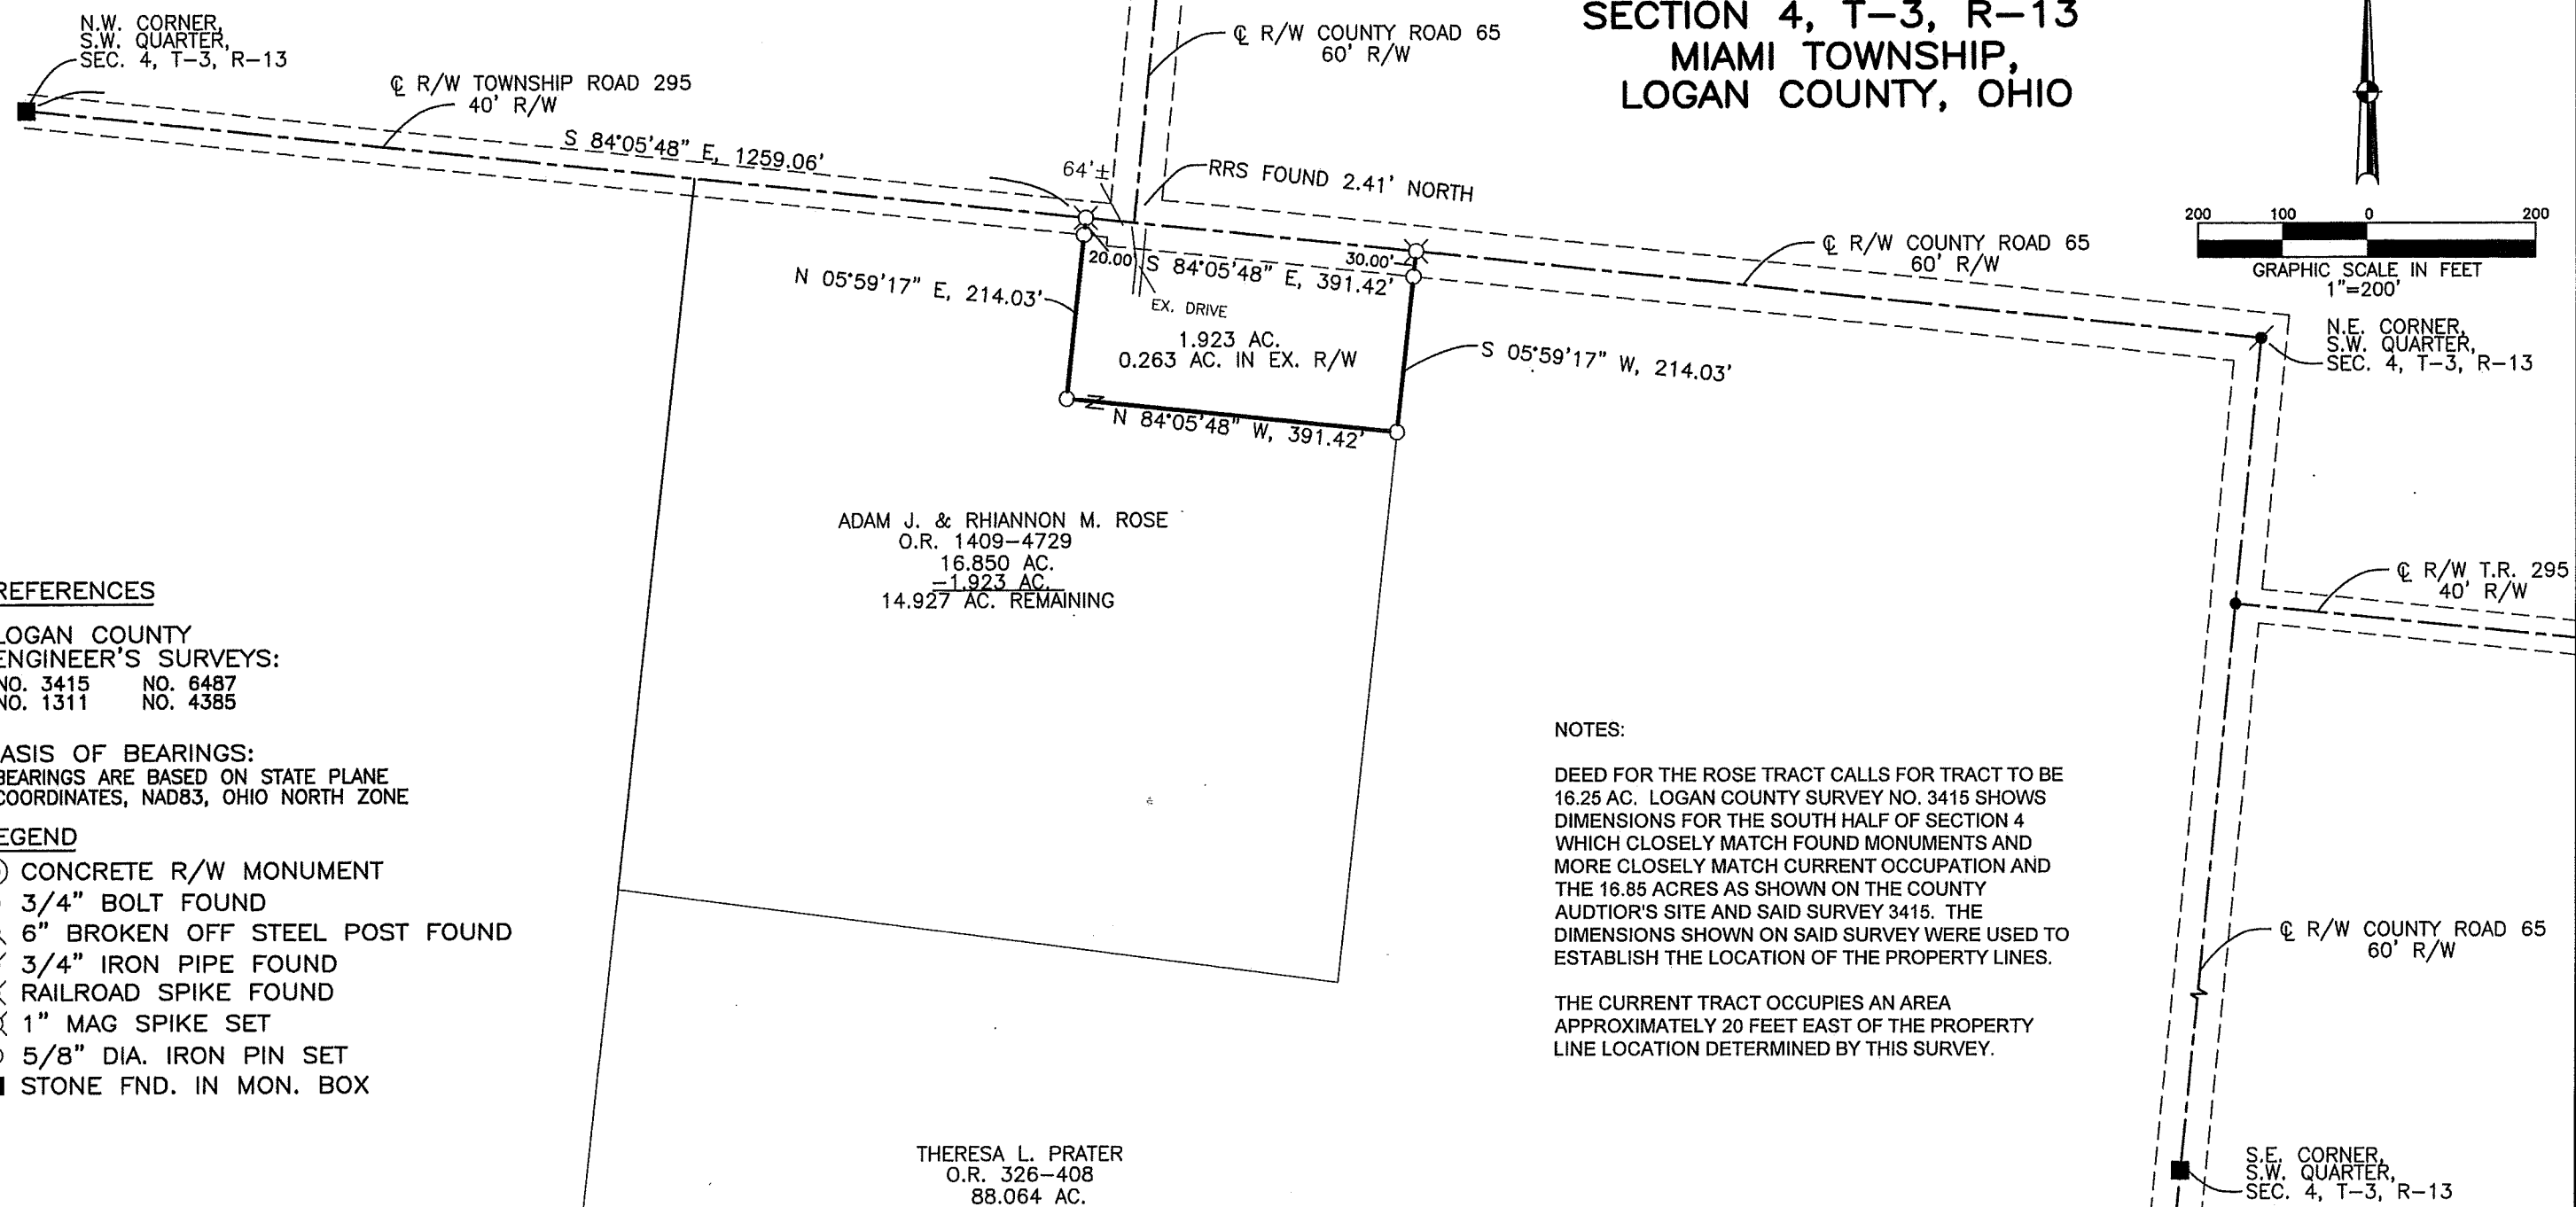 N.W. CORNER,
S.W. QUARTER,
SEC. 4, T-3, R-13
℄ R/W TOWNSHIP ROAD 295
40' R/W
S 84°05'48" E, 1259.06'
℄ R/W COUNTY ROAD 65
60' R/W
SECTION 4, T-3, R-13
MIAMI TOWNSHIP,
LOGAN COUNTY, OHIO
64'±
RRS FOUND 2.41' NORTH
200 100 0 200
GRAPHIC SCALE IN FEET
1"=200'
℄ R/W COUNTY ROAD 65
60' R/W
N.E. CORNER,
S.W. QUARTER,
SEC. 4, T-3, R-13
20.00'
S 84°05'48" E, 391.42'
30.00'
N 05°59'17" E, 214.03'
EX. DRIVE
1.923 AC.
0.263 AC. IN EX. R/W
S 05°59'17" W, 214.03'
N 84°05'48" W, 391.42'
ADAM J. & RHIANNON M. ROSE
O.R. 1409-4729
16.850 AC.
-1.923 AC.
14.927 AC. REMAINING
℄ R/W T.R. 295
40' R/W
REFERENCES
LOGAN COUNTY
ENGINEER'S SURVEYS:
NO. 3415 NO. 6487
NO. 1311 NO. 4385
ASIS OF BEARINGS:
BEARINGS ARE BASED ON STATE PLANE
COORDINATES, NAD83, OHIO NORTH ZONE
EGEND
CONCRETE R/W MONUMENT
3/4" BOLT FOUND
6" BROKEN OFF STEEL POST FOUND
3/4" IRON PIPE FOUND
RAILROAD SPIKE FOUND
1" MAG SPIKE SET
5/8" DIA. IRON PIN SET
STONE FND. IN MON. BOX
NOTES:
DEED FOR THE ROSE TRACT CALLS FOR TRACT TO BE
16.25 AC. LOGAN COUNTY SURVEY NO. 3415 SHOWS
DIMENSIONS FOR THE SOUTH HALF OF SECTION 4
WHICH CLOSELY MATCH FOUND MONUMENTS AND
MORE CLOSELY MATCH CURRENT OCCUPATION AND
THE 16.85 ACRES AS SHOWN ON THE COUNTY
AUDTIOR'S SITE AND SAID SURVEY 3415. THE
DIMENSIONS SHOWN ON SAID SURVEY WERE USED TO
ESTABLISH THE LOCATION OF THE PROPERTY LINES.
THE CURRENT TRACT OCCUPIES AN AREA
APPROXIMATELY 20 FEET EAST OF THE PROPERTY
LINE LOCATION DETERMINED BY THIS SURVEY.
℄ R/W COUNTY ROAD 65
60' R/W
THERESA L. PRATER
O.R. 326-408
88.064 AC.
S.E. CORNER,
S.W. QUARTER,
SEC. 4, T-3, R-13